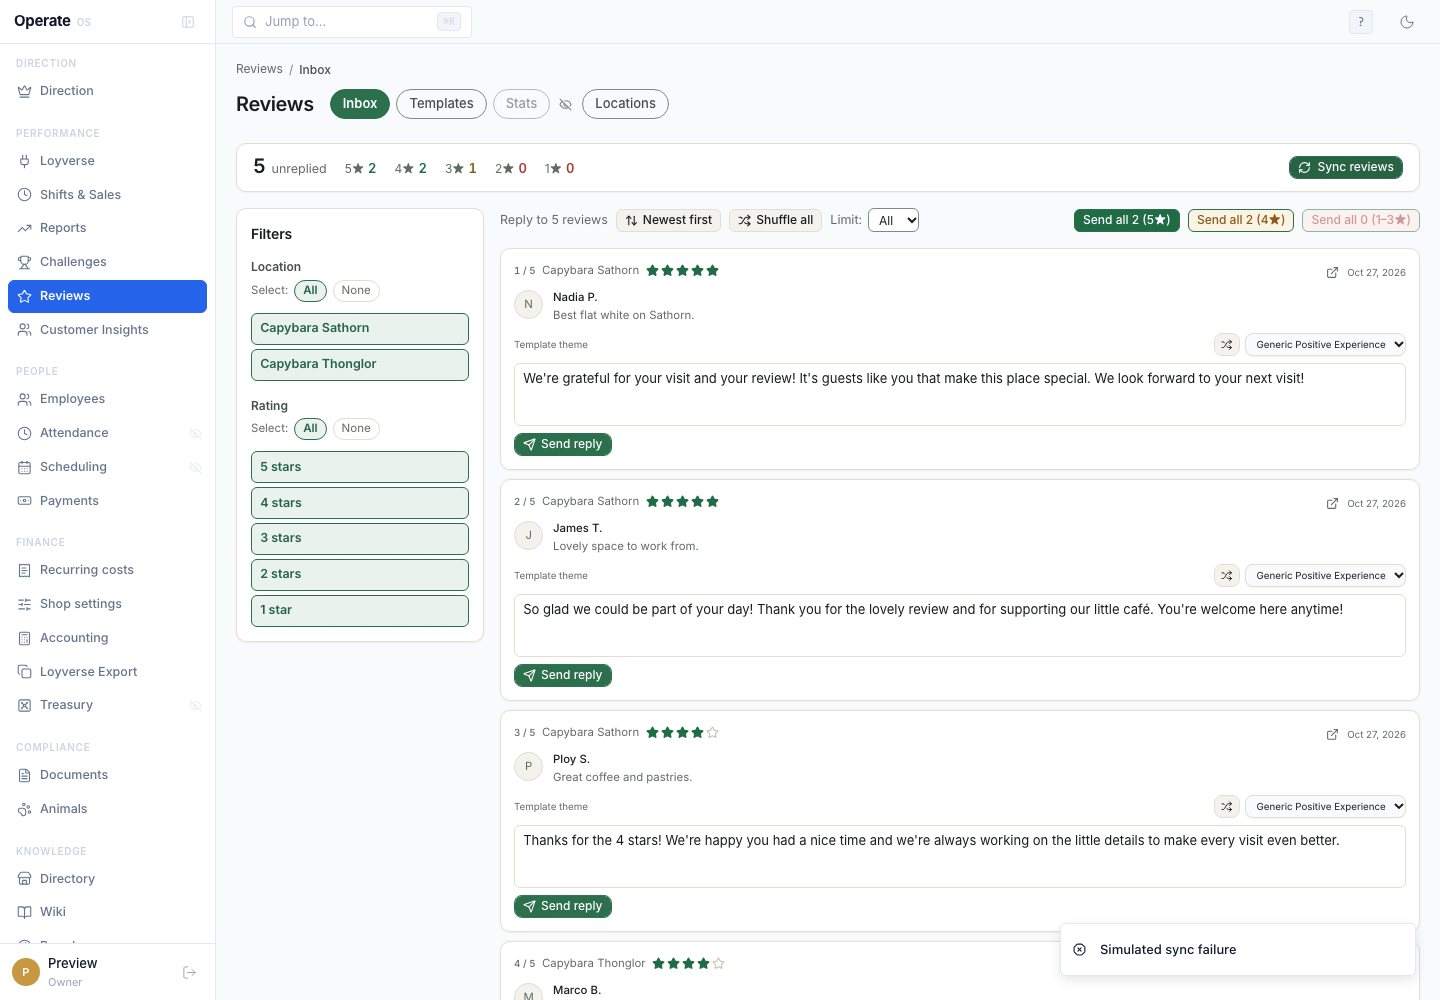 Operate OS
Jump to...
⌘K
?
DIRECTION
Direction
PERFORMANCE
Loyverse
Shifts & Sales
Reports
Challenges
Reviews
Customer Insights
PEOPLE
Employees
Attendance
Scheduling
Payments
FINANCE
Recurring costs
Shop settings
Accounting
Loyverse Export
Treasury
COMPLIANCE
Documents
Animals
KNOWLEDGE
Directory
Wiki
P
Preview
Owner
Reviews / Inbox
Reviews
Inbox
Templates
Stats
Locations
5 unreplied 5★ 2 4★ 2 3★ 1 2★ 0 1★ 0
Sync reviews
Filters
Location
Select: All None
Capybara Sathorn
Capybara Thonglor
Rating
Select: All None
5 stars
4 stars
3 stars
2 stars
1 star
Reply to 5 reviews
Newest first
Shuffle all
Limit: All
Send all 2 (5★)
Send all 2 (4★)
Send all 0 (1–3★)
1 / 5 Capybara Sathorn
Oct 27, 2026
N
Nadia P.
Best flat white on Sathorn.
Template theme
Generic Positive Experience
We're grateful for your visit and your review! It's guests like you that make this place special. We look forward to your next visit!
Send reply
2 / 5 Capybara Sathorn
Oct 27, 2026
J
James T.
Lovely space to work from.
Template theme
Generic Positive Experience
So glad we could be part of your day! Thank you for the lovely review and for supporting our little café. You're welcome here anytime!
Send reply
3 / 5 Capybara Sathorn
Oct 27, 2026
P
Ploy S.
Great coffee and pastries.
Template theme
Generic Positive Experience
Thanks for the 4 stars! We're happy you had a nice time and we're always working on the little details to make every visit even better.
Send reply
4 / 5 Capybara Thonglor
M
Marco B.
Simulated sync failure